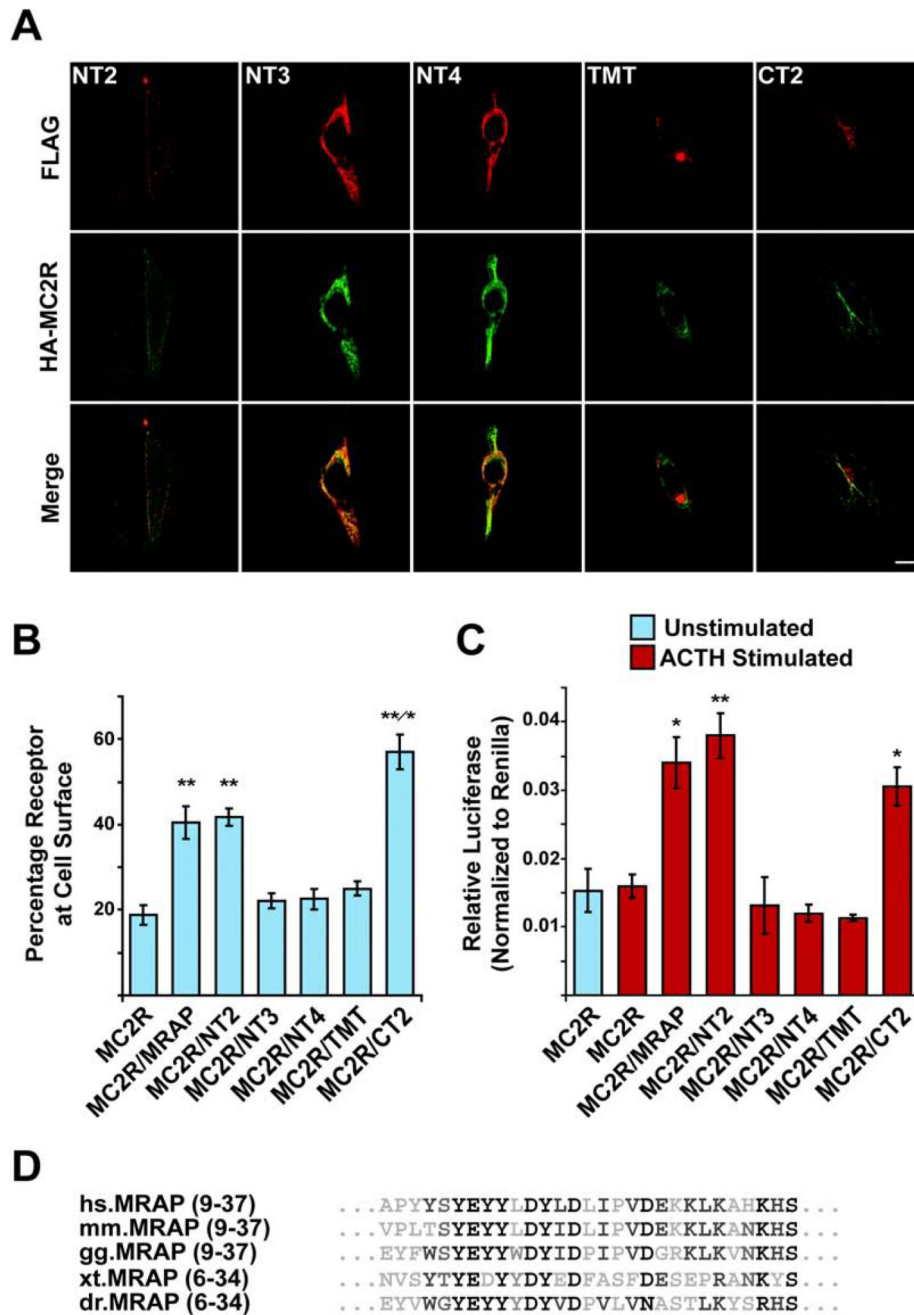 A
NT2 NT3 NT4 TMT CT2
FLAG
HA-MC2R
Merge
B
Percentage Receptor
at Cell Surface
60
40
20
** ** **/*
MC2R
MC2R/MRAP
MC2R/NT2
MC2R/NT3
MC2R/NT4
MC2R/TMT
MC2R/CT2
C
Unstimulated
ACTH Stimulated
Relative Luciferase
(Normalized to Renilla)
0.04
0.03
0.02
0.01
* ** *
MC2R
MC2R
MC2R/MRAP
MC2R/NT2
MC2R/NT3
MC2R/NT4
MC2R/TMT
MC2R/CT2
D
hs.MRAP (9-37) ...APYYSYEYYLDYLDLIPVDEKKLKAHKHS...
mm.MRAP (9-37) ...VPLTSYEYYLDYIDLIPVDEKKLKANKHS...
gg.MRAP (9-37) ...EYFWSYEYYWDYIDPIPVDGRKLKVNKHS...
xt.MRAP (6-34) ...NVSYTYEDYYDYEDFASFDESEPRANKYS...
dr.MRAP (6-34) ...EYVWGYEYYYDYVDPVLVNASTLKYSRHS...